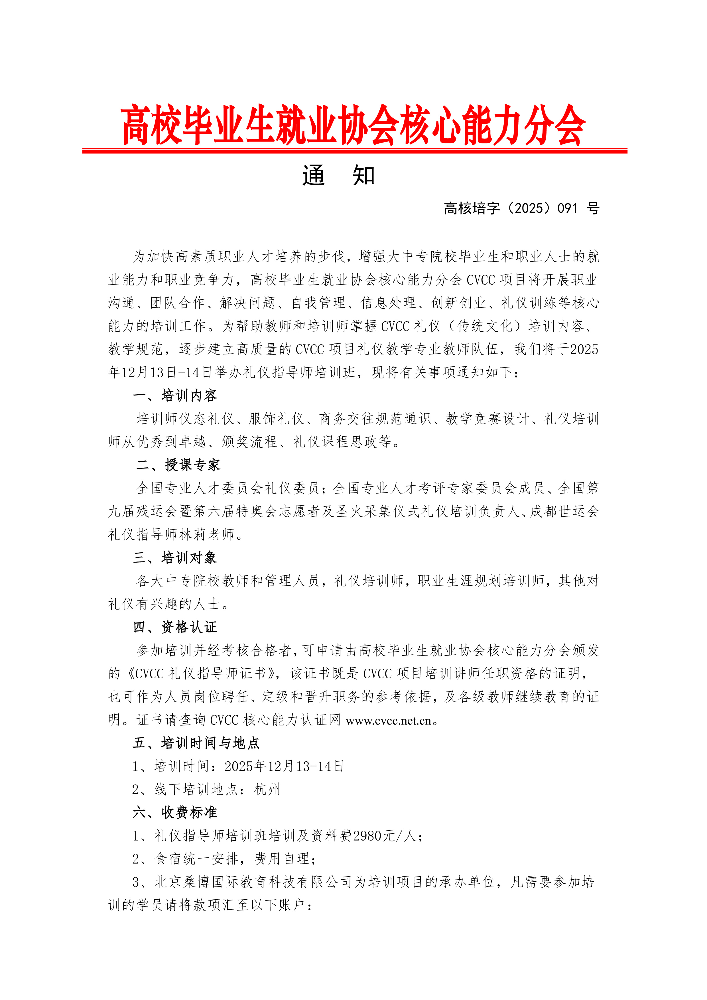 高校毕业生就业协会核心能力分会
通 知
高核培字（2025）091 号
为加快高素质职业人才培养的步伐，增强大中专院校毕业生和职业人士的就
业能力和职业竞争力，高校毕业生就业协会核心能力分会 CVCC 项目将开展职业
沟通、团队合作、解决问题、自我管理、信息处理、创新创业、礼仪训练等核心
能力的培训工作。为帮助教师和培训师掌握 CVCC 礼仪（传统文化）培训内容、
教学规范，逐步建立高质量的 CVCC 项目礼仪教学专业教师队伍，我们将于2025
年12月13日-14日举办礼仪指导师培训班，现将有关事项通知如下：
一、培训内容
培训师仪态礼仪、服饰礼仪、商务交往规范通识、教学竞赛设计、礼仪培训
师从优秀到卓越、颁奖流程、礼仪课程思政等。
二、授课专家
全国专业人才委员会礼仪委员；全国专业人才考评专家委员会成员、全国第
九届残运会暨第六届特奥会志愿者及圣火采集仪式礼仪培训负责人、成都世运会
礼仪指导师林莉老师。
三、培训对象
各大中专院校教师和管理人员，礼仪培训师，职业生涯规划培训师，其他对
礼仪有兴趣的人士。
四、资格认证
参加培训并经考核合格者，可申请由高校毕业生就业协会核心能力分会颁发
的《CVCC 礼仪指导师证书》，该证书既是 CVCC 项目培训讲师任职资格的证明，
也可作为人员岗位聘任、定级和晋升职务的参考依据，及各级教师继续教育的证
明。证书请查询 CVCC 核心能力认证网 www.cvcc.net.cn。
五、培训时间与地点
1、培训时间：2025年12月13-14日
2、线下培训地点：杭州
六、收费标准
1、礼仪指导师培训班培训及资料费2980元/人；
2、食宿统一安排，费用自理；
3、北京桑博国际教育科技有限公司为培训项目的承办单位，凡需要参加培
训的学员请将款项汇至以下账户：